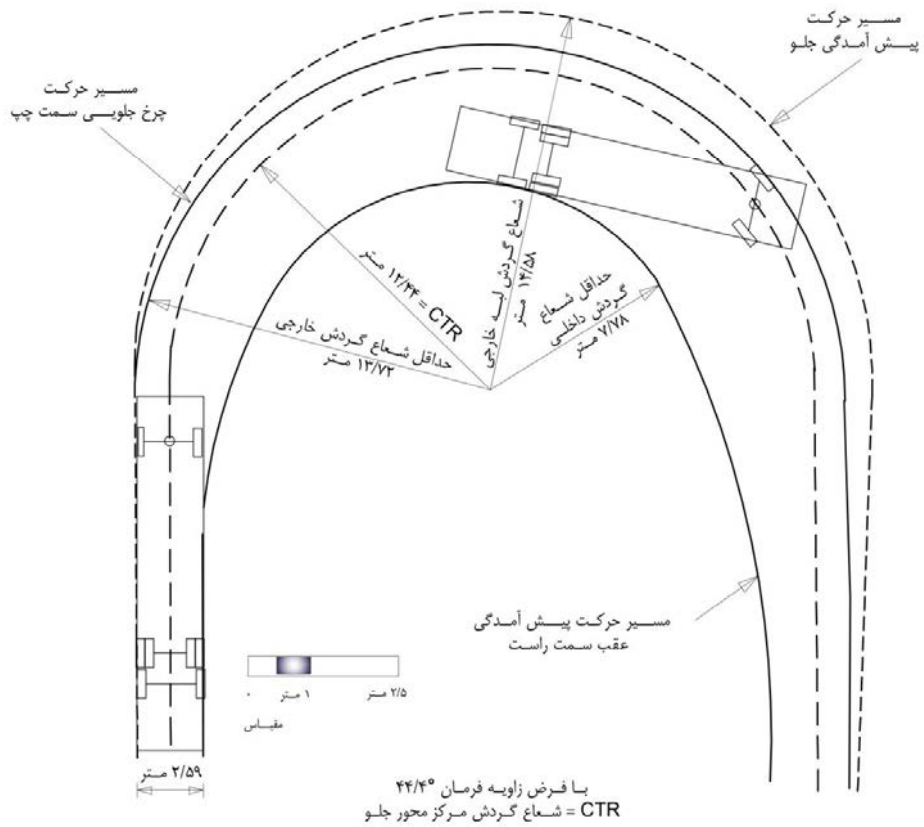 مسیر حرکت
پیش آمدگی جلو
مسیر حرکت
چرخ جلویی سمت چپ
شعاع گردش لبه خارجی
۱۴/۵۸ متر
CTR = ۱۲/۴۴ متر
حداقل شعاع
گردش داخلی
۷/۷۸ متر
حداقل شعاع گردش خارجی
۱۳/۷۲ متر
مسیر حرکت پیش آمدگی
عقب سمت راست
۰ ۱ متر ۲/۵ متر
مقیاس
۲/۵۹ متر
با فرض زاویه فرمان ۴۴/۴°
CTR = شعاع گردش مرکز محور جلو